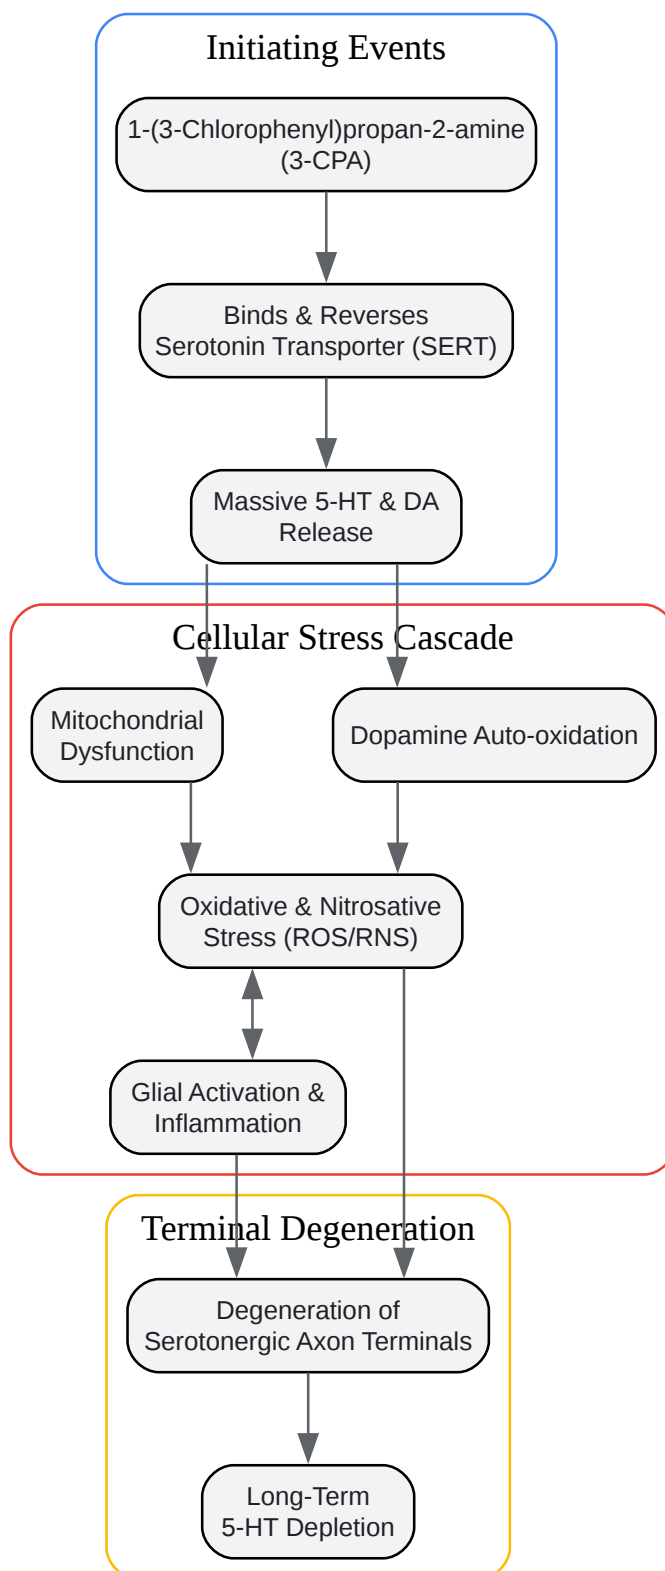 Initiating Events
1-(3-Chlorophenyl)propan-2-amine
(3-CPA)
Binds & Reverses
Serotonin Transporter (SERT)
Massive 5-HT & DA
Release
Cellular Stress Cascade
Mitochondrial
Dysfunction
Dopamine Auto-oxidation
Oxidative & Nitrosative
Stress (ROS/RNS)
Glial Activation &
Inflammation
Terminal Degeneration
Degeneration of
Serotonergic Axon Terminals
Long-Term
5-HT Depletion